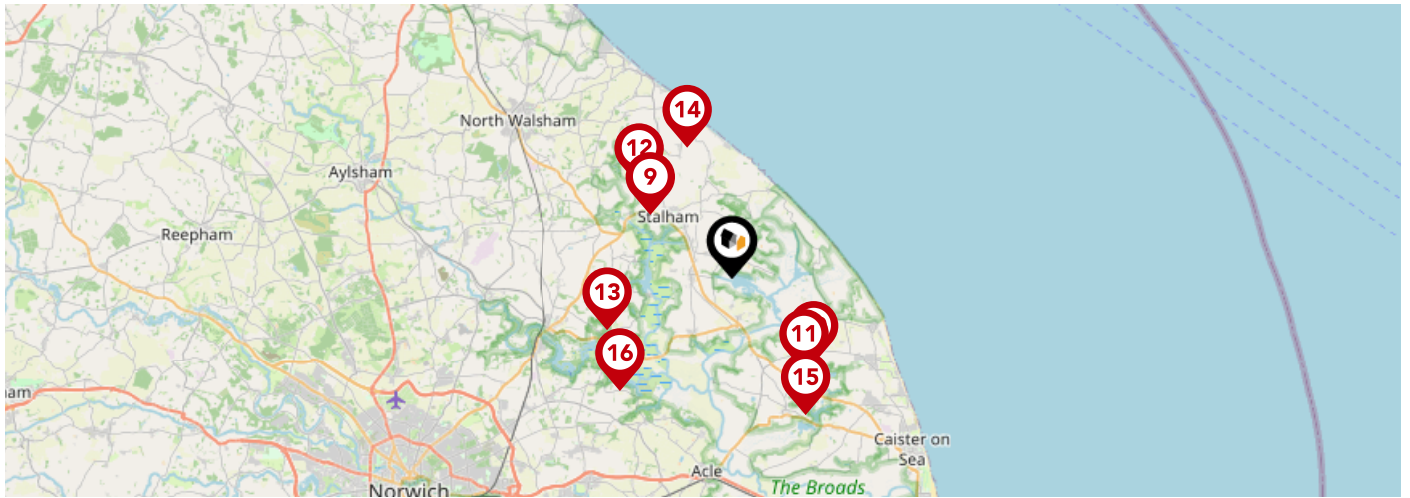 14
North Walsham
12
Aylsham
9
Stalham
Reepham
13
11
16
15
am
Caister on
Sea
Acle
The Broads
Norwich